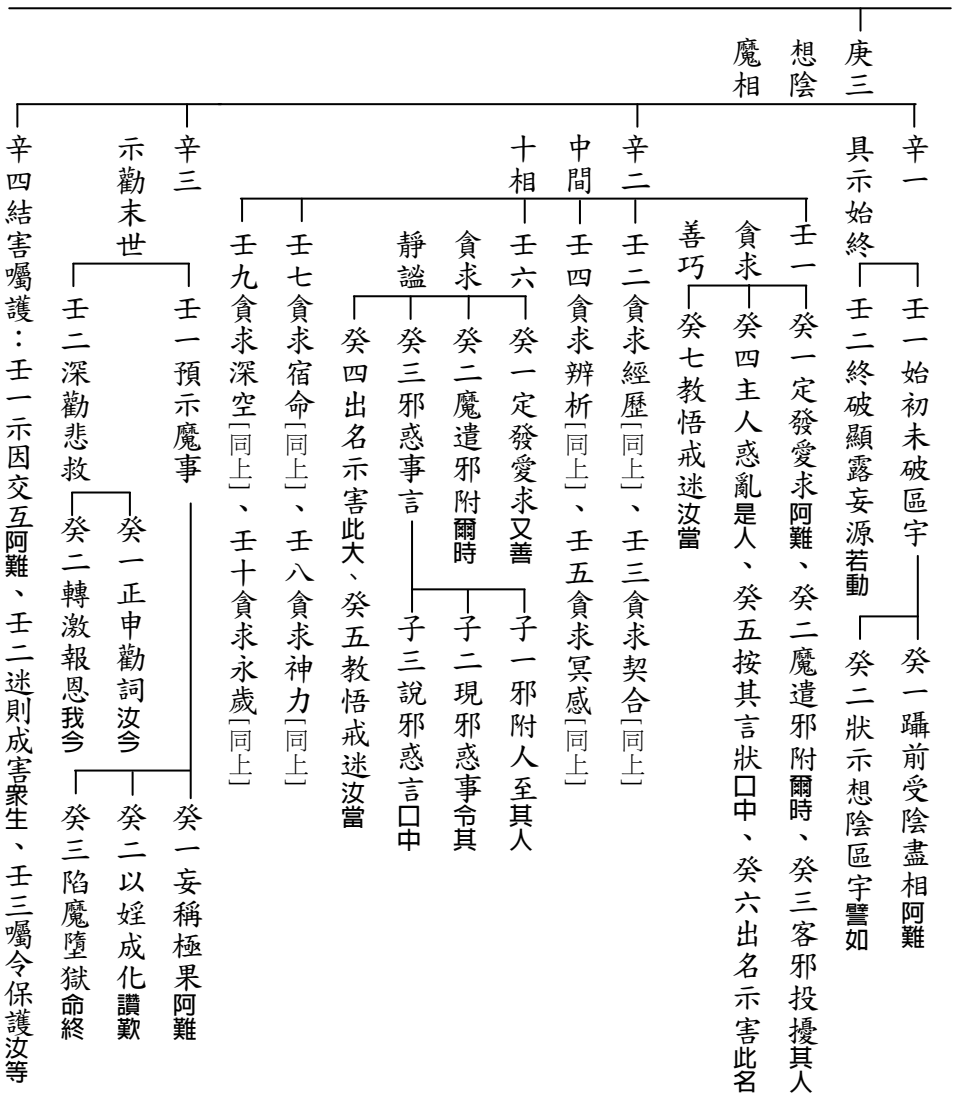 庚三
想陰
魔相
辛一
具示始終
壬一始初未破區宇
癸一躡前受陰盡相阿難
癸二狀示想陰區宇譬如
壬二終破顯露妄源若動
辛二
中間
十相
壬一
貪求
善巧
癸一定發愛求阿難、癸二魔遣邪附爾時、癸三客邪投擾其人
癸四主人惑亂是人、癸五按其言狀口中、癸六出名示害此名
癸七教悟戒迷汝當
壬二貪求經歷[同上]、壬三貪求契合[同上]
壬四貪求辨析[同上]、壬五貪求冥感[同上]
壬六
貪求
靜謐
癸一定發愛求又善
癸二魔遣邪附爾時
癸三邪惑事言
子一邪附人至其人
子二現邪惑事令其
子三說邪惑言口中
癸四出名示害此大、癸五教悟戒迷汝當
壬七貪求宿命[同上]、壬八貪求神力[同上]
壬九貪求深空[同上]、壬十貪求永歲[同上]
辛三
示勸末世
壬一預示魔事
癸一妄稱極果阿難
癸二以婬成化讚歎
癸三陷魔墮獄命終
壬二深勸悲救
癸一正申勸詞汝今
癸二轉激報恩我今
辛四結害囑護：壬一示因交互阿難、壬二迷則成害衆生、壬三囑令保護汝等